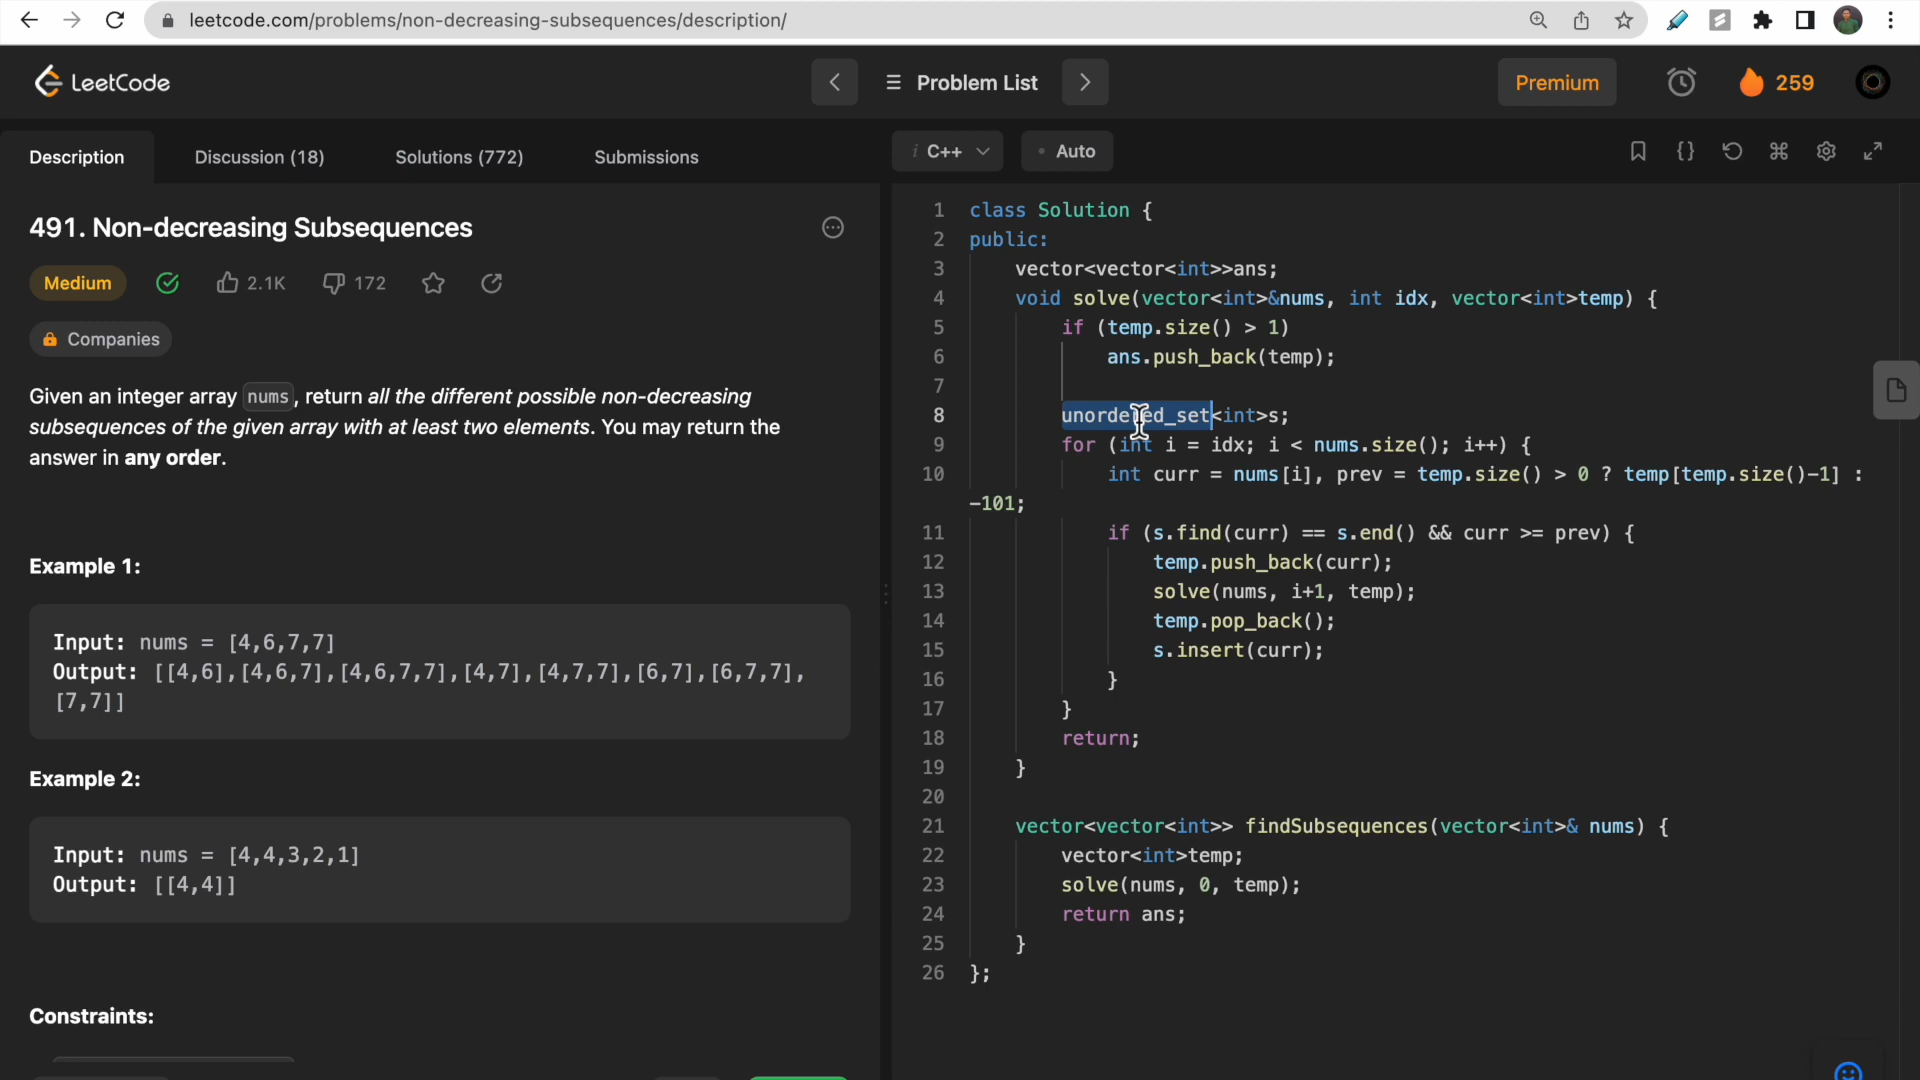 leetcode.com/problems/non-decreasing-subsequences/description/
LeetCode
Problem List
Premium
259
Description
Discussion (18)
Solutions (772)
Submissions
i C++
Auto
491. Non-decreasing Subsequences
Medium
2.1K
172
Companies
Given an integer array nums, return all the different possible non-decreasing
subsequences of the given array with at least two elements. You may return the
answer in any order.
Example 1:
Input: nums = [4,6,7,7]
Output: [[4,6],[4,6,7],[4,6,7,7],[4,7],[4,7,7],[6,7],[6,7,7],
[7,7]]
Example 2:
Input: nums = [4,4,3,2,1]
Output: [[4,4]]
Constraints:
1 class Solution {
2 public:
3 vector<vector<int>>ans;
4 void solve(vector<int>&nums, int idx, vector<int>temp) {
5 if (temp.size() > 1)
6 ans.push_back(temp);
7
8 unordered_set<int>s;
9 for (int i = idx; i < nums.size(); i++) {
10 int curr = nums[i], prev = temp.size() > 0 ? temp[temp.size()-1] :
-101;
11 if (s.find(curr) == s.end() && curr >= prev) {
12 temp.push_back(curr);
13 solve(nums, i+1, temp);
14 temp.pop_back();
15 s.insert(curr);
16 }
17 }
18 return;
19 }
20
21 vector<vector<int>> findSubsequences(vector<int>& nums) {
22 vector<int>temp;
23 solve(nums, 0, temp);
24 return ans;
25 }
26 };